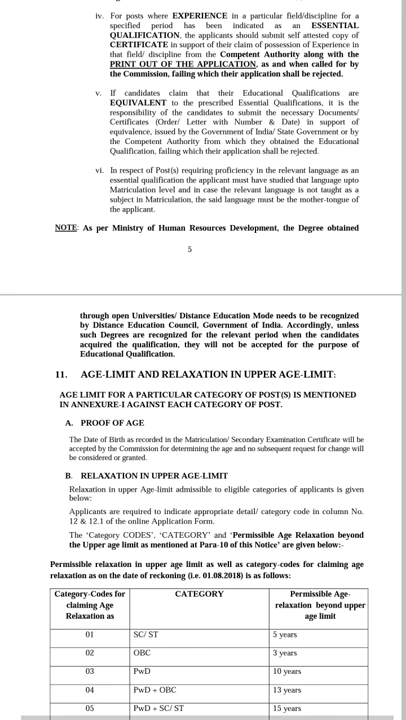 iv. For posts where EXPERIENCE in a particular field/discipline for a
specified period has been indicated as an ESSENTIAL
QUALIFICATION, the applicants should submit self attested copy of
CERTIFICATE in support of their claim of possession of Experience in
that field/ discipline from the Competent Authority along with the
PRINT OUT OF THE APPLICATION, as and when called for by
the Commission, failing which their application shall be rejected.
v. If candidates claim that their Educational Qualifications are
EQUIVALENT to the prescribed Essential Qualifications, it is the
responsibility of the candidates to submit the necessary Documents/
Certificates (Order/ Letter with Number & Date) in support of
equivalence, issued by the Government of India/ State Government or by
the Competent Authority from which they obtained the Educational
Qualification, failing which their application shall be rejected.
vi. In respect of Post(s) requiring proficiency in the relevant language as an
essential qualification the applicant must have studied that language upto
Matriculation level and in case the relevant language is not taught as a
subject in Matriculation, the said language must be the mother-tongue of
the applicant.
NOTE: As per Ministry of Human Resources Development, the Degree obtained
5
through open Universities/ Distance Education Mode needs to be recognized
by Distance Education Council, Government of India. Accordingly, unless
such Degrees are recognized for the relevant period when the candidates
acquired the qualification, they will not be accepted for the purpose of
Educational Qualification.
11. AGE-LIMIT AND RELAXATION IN UPPER AGE-LIMIT:
AGE LIMIT FOR A PARTICULAR CATEGORY OF POST(S) IS MENTIONED
IN ANNEXURE-I AGAINST EACH CATEGORY OF POST.
A. PROOF OF AGE
The Date of Birth as recorded in the Matriculation/ Secondary Examination Certificate will be
accepted by the Commission for determining the age and no subsequent request for change will
be considered or granted.
B. RELAXATION IN UPPER AGE-LIMIT
Relaxation in upper Age-limit admissible to eligible categories of applicants is given
below:
Applicants are required to indicate appropriate detail/ category code in column No.
12 & 12.1 of the online Application Form.
The 'Category CODES', 'CATEGORY' and 'Permissible Age Relaxation beyond
the Upper age limit as mentioned at Para-10 of this Notice' are given below:-
Permissible relaxation in upper age limit as well as category-codes for claiming age
relaxation as on the date of reckoning (i.e. 01.08.2018) is as follows:
Category-Codes for CATEGORY Permissible Age-
claiming Age relaxation beyond upper
Relaxation as age limit
01 SC/ ST 5 years
02 OBC 3 years
03 PwD 10 years
04 PwD + OBC 13 years
05 PwD + SC/ ST 15 years